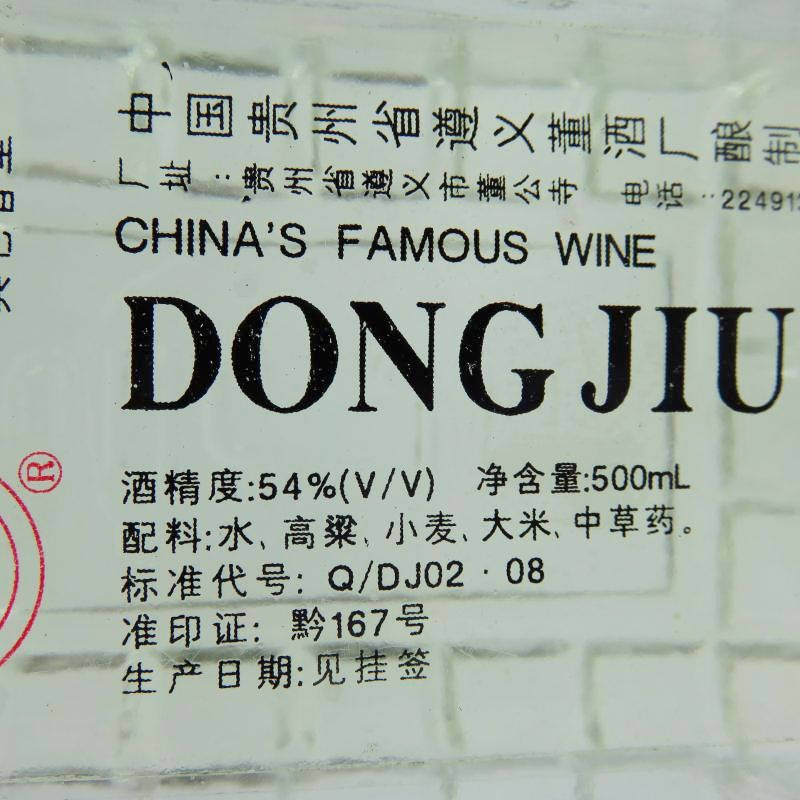 中国贵州省遵义董酒厂酿制
厂址:贵州省遵义市董公寺 电话:22491
CHINA'S FAMOUS WINE
DONG JIU
®
酒精度:54%(V/V) 净含量:500mL
配料:水、高粱、小麦、大米、中草药。
标准代号: Q/DJ02·08
准印证: 黔167号
生产日期:见挂签